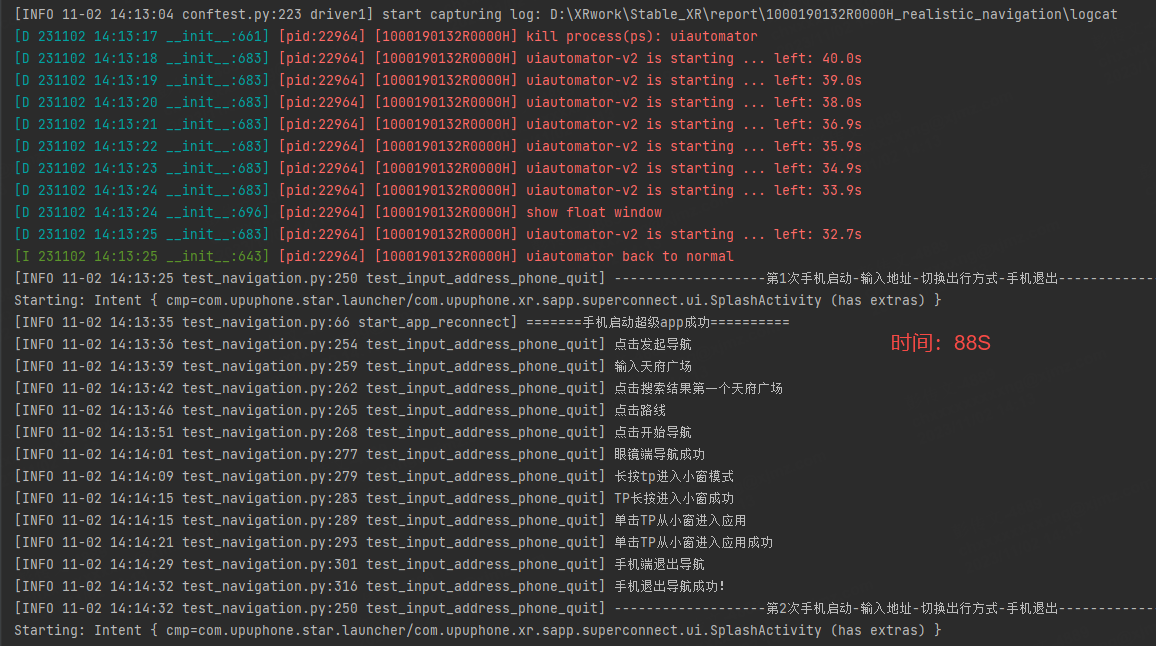 [INFO 11-02 14:13:04 conftest.py:223 driver1] start capturing log: D:\XRwork\Stable_XR\report\1000190132R0000H_realistic_navigation\logcat
[D 231102 14:13:17 __init__:661] [pid:22964] [1000190132R0000H] kill process(ps): uiautomator
[D 231102 14:13:18 __init__:683] [pid:22964] [1000190132R0000H] uiautomator-v2 is starting ... left: 40.0s
[D 231102 14:13:19 __init__:683] [pid:22964] [1000190132R0000H] uiautomator-v2 is starting ... left: 39.0s
[D 231102 14:13:20 __init__:683] [pid:22964] [1000190132R0000H] uiautomator-v2 is starting ... left: 38.0s
[D 231102 14:13:21 __init__:683] [pid:22964] [1000190132R0000H] uiautomator-v2 is starting ... left: 36.9s
[D 231102 14:13:22 __init__:683] [pid:22964] [1000190132R0000H] uiautomator-v2 is starting ... left: 35.9s
[D 231102 14:13:23 __init__:683] [pid:22964] [1000190132R0000H] uiautomator-v2 is starting ... left: 34.9s
[D 231102 14:13:24 __init__:683] [pid:22964] [1000190132R0000H] uiautomator-v2 is starting ... left: 33.9s
[D 231102 14:13:24 __init__:696] [pid:22964] [1000190132R0000H] show float window
[D 231102 14:13:25 __init__:683] [pid:22964] [1000190132R0000H] uiautomator-v2 is starting ... left: 32.7s
[I 231102 14:13:25 __init__:643] [pid:22964] [1000190132R0000H] uiautomator back to normal
[INFO 11-02 14:13:25 test_navigation.py:250 test_input_address_phone_quit] -------------------第1次手机启动-输入地址-切换出行方式-手机退出------------
Starting: Intent { cmp=com.upuphone.star.launcher/com.upuphone.xr.sapp.superconnect.ui.SplashActivity (has extras) }
[INFO 11-02 14:13:35 test_navigation.py:66 start_app_reconnect] =======手机启动超级app成功==========
[INFO 11-02 14:13:36 test_navigation.py:254 test_input_address_phone_quit] 点击发起导航
时间：88S
[INFO 11-02 14:13:39 test_navigation.py:259 test_input_address_phone_quit] 输入天府广场
[INFO 11-02 14:13:42 test_navigation.py:262 test_input_address_phone_quit] 点击搜索结果第一个天府广场
[INFO 11-02 14:13:46 test_navigation.py:265 test_input_address_phone_quit] 点击路线
[INFO 11-02 14:13:51 test_navigation.py:268 test_input_address_phone_quit] 点击开始导航
[INFO 11-02 14:14:01 test_navigation.py:277 test_input_address_phone_quit] 眼镜端导航成功
[INFO 11-02 14:14:09 test_navigation.py:279 test_input_address_phone_quit] 长按tp进入小窗模式
[INFO 11-02 14:14:15 test_navigation.py:283 test_input_address_phone_quit] TP长按进入小窗成功
[INFO 11-02 14:14:15 test_navigation.py:289 test_input_address_phone_quit] 单击TP从小窗进入应用
[INFO 11-02 14:14:21 test_navigation.py:293 test_input_address_phone_quit] 单击TP从小窗进入应用成功
[INFO 11-02 14:14:29 test_navigation.py:301 test_input_address_phone_quit] 手机端退出导航
[INFO 11-02 14:14:32 test_navigation.py:316 test_input_address_phone_quit] 手机退出导航成功!
[INFO 11-02 14:14:32 test_navigation.py:250 test_input_address_phone_quit] -------------------第2次手机启动-输入地址-切换出行方式-手机退出------------
Starting: Intent { cmp=com.upuphone.star.launcher/com.upuphone.xr.sapp.superconnect.ui.SplashActivity (has extras) }